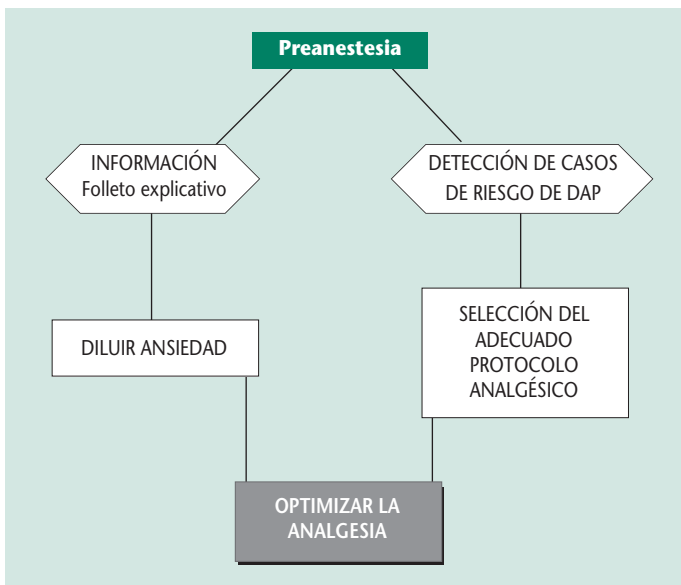 Preanestesia
INFORMACIÓN
Folleto explicativo
DETECCIÓN DE CASOS
DE RIESGO DE DAP
DILUIR ANSIEDAD
SELECCIÓN DEL
ADECUADO
PROTOCOLO
ANALGÉSICO
OPTIMIZAR LA
ANALGESIA